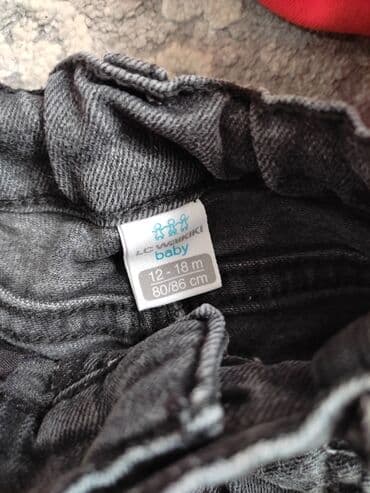 LC WAIKIKI
baby
12 - 18 m
80/86 cm